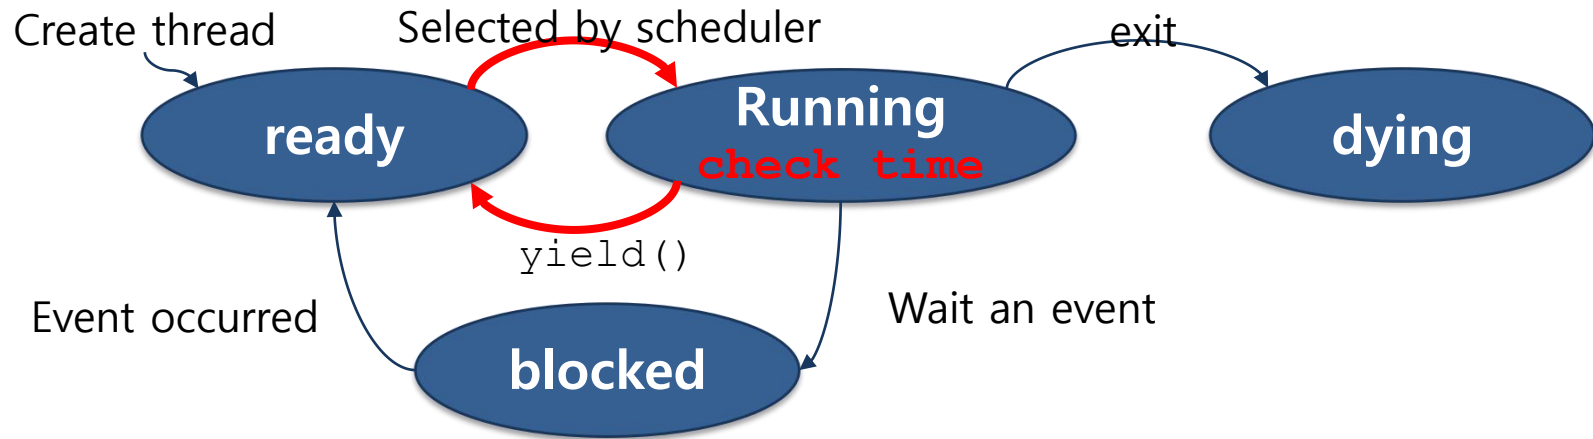 Create thread
Selected by scheduler
exit
ready
Running
check time
dying
yield()
Event occurred
Wait an event
blocked